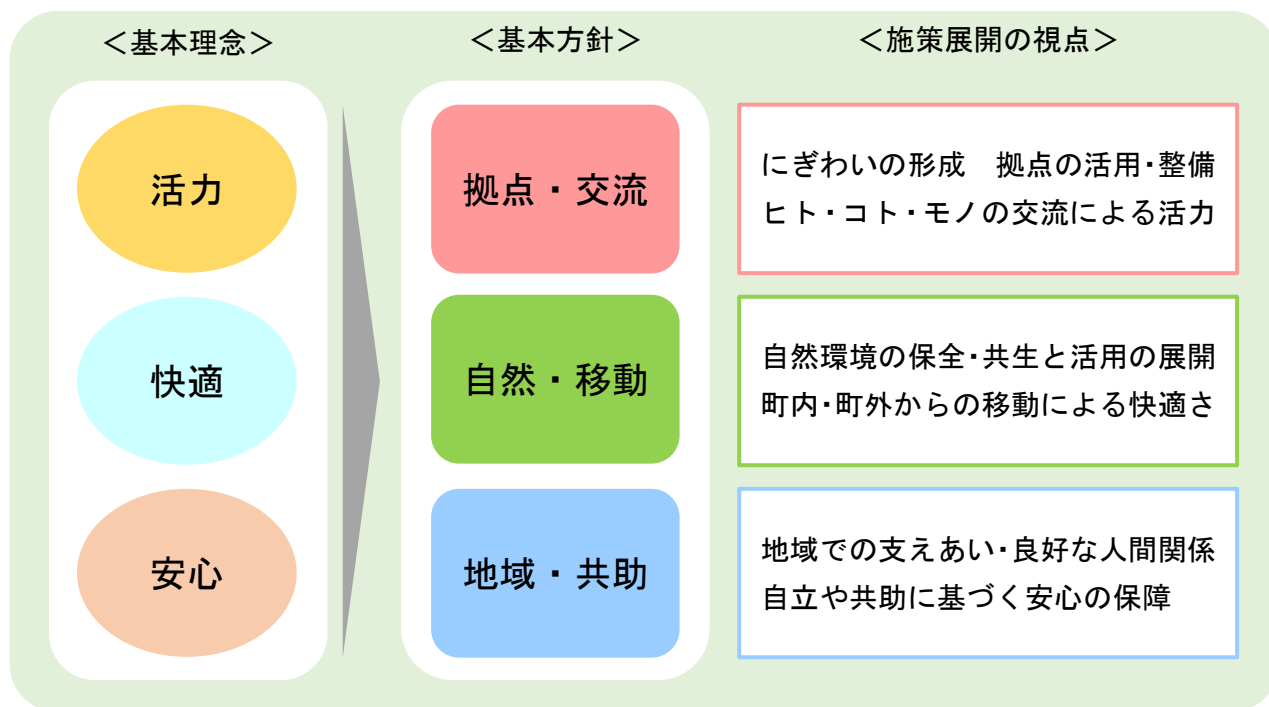 ＜基本理念＞
＜基本方針＞
＜施策展開の視点＞
活力
拠点・交流
にぎわいの形成　拠点の活用・整備
ヒト・コト・モノの交流による活力
快適
自然・移動
自然環境の保全・共生と活用の展開
町内・町外からの移動による快適さ
安心
地域・共助
地域での支えあい・良好な人間関係
自立や共助に基づく安心の保障